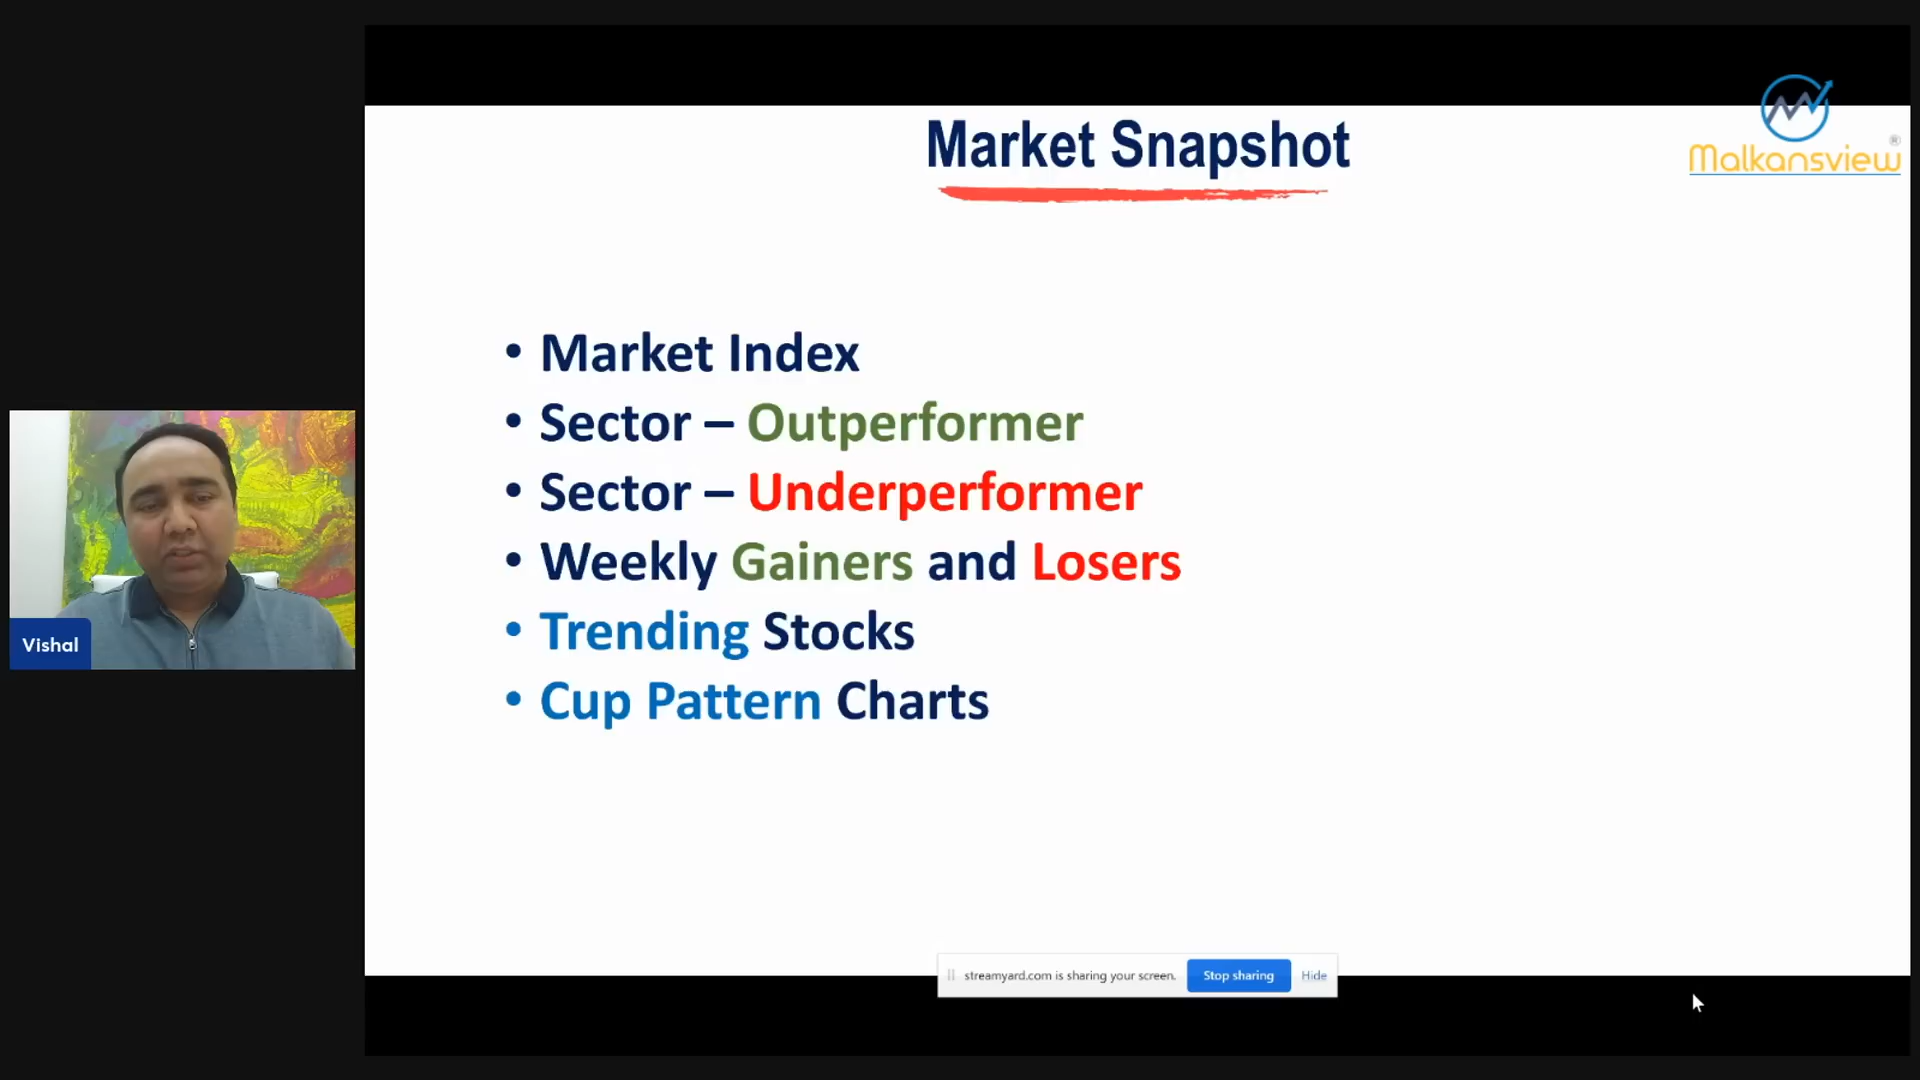 Market Snapshot
Malkansview®
• Market Index
• Sector – Outperformer
• Sector – Underperformer
• Weekly Gainers and Losers
• Trending Stocks
• Cup Pattern Charts
Vishal
streamyard.com is sharing your screen. Stop sharing Hide